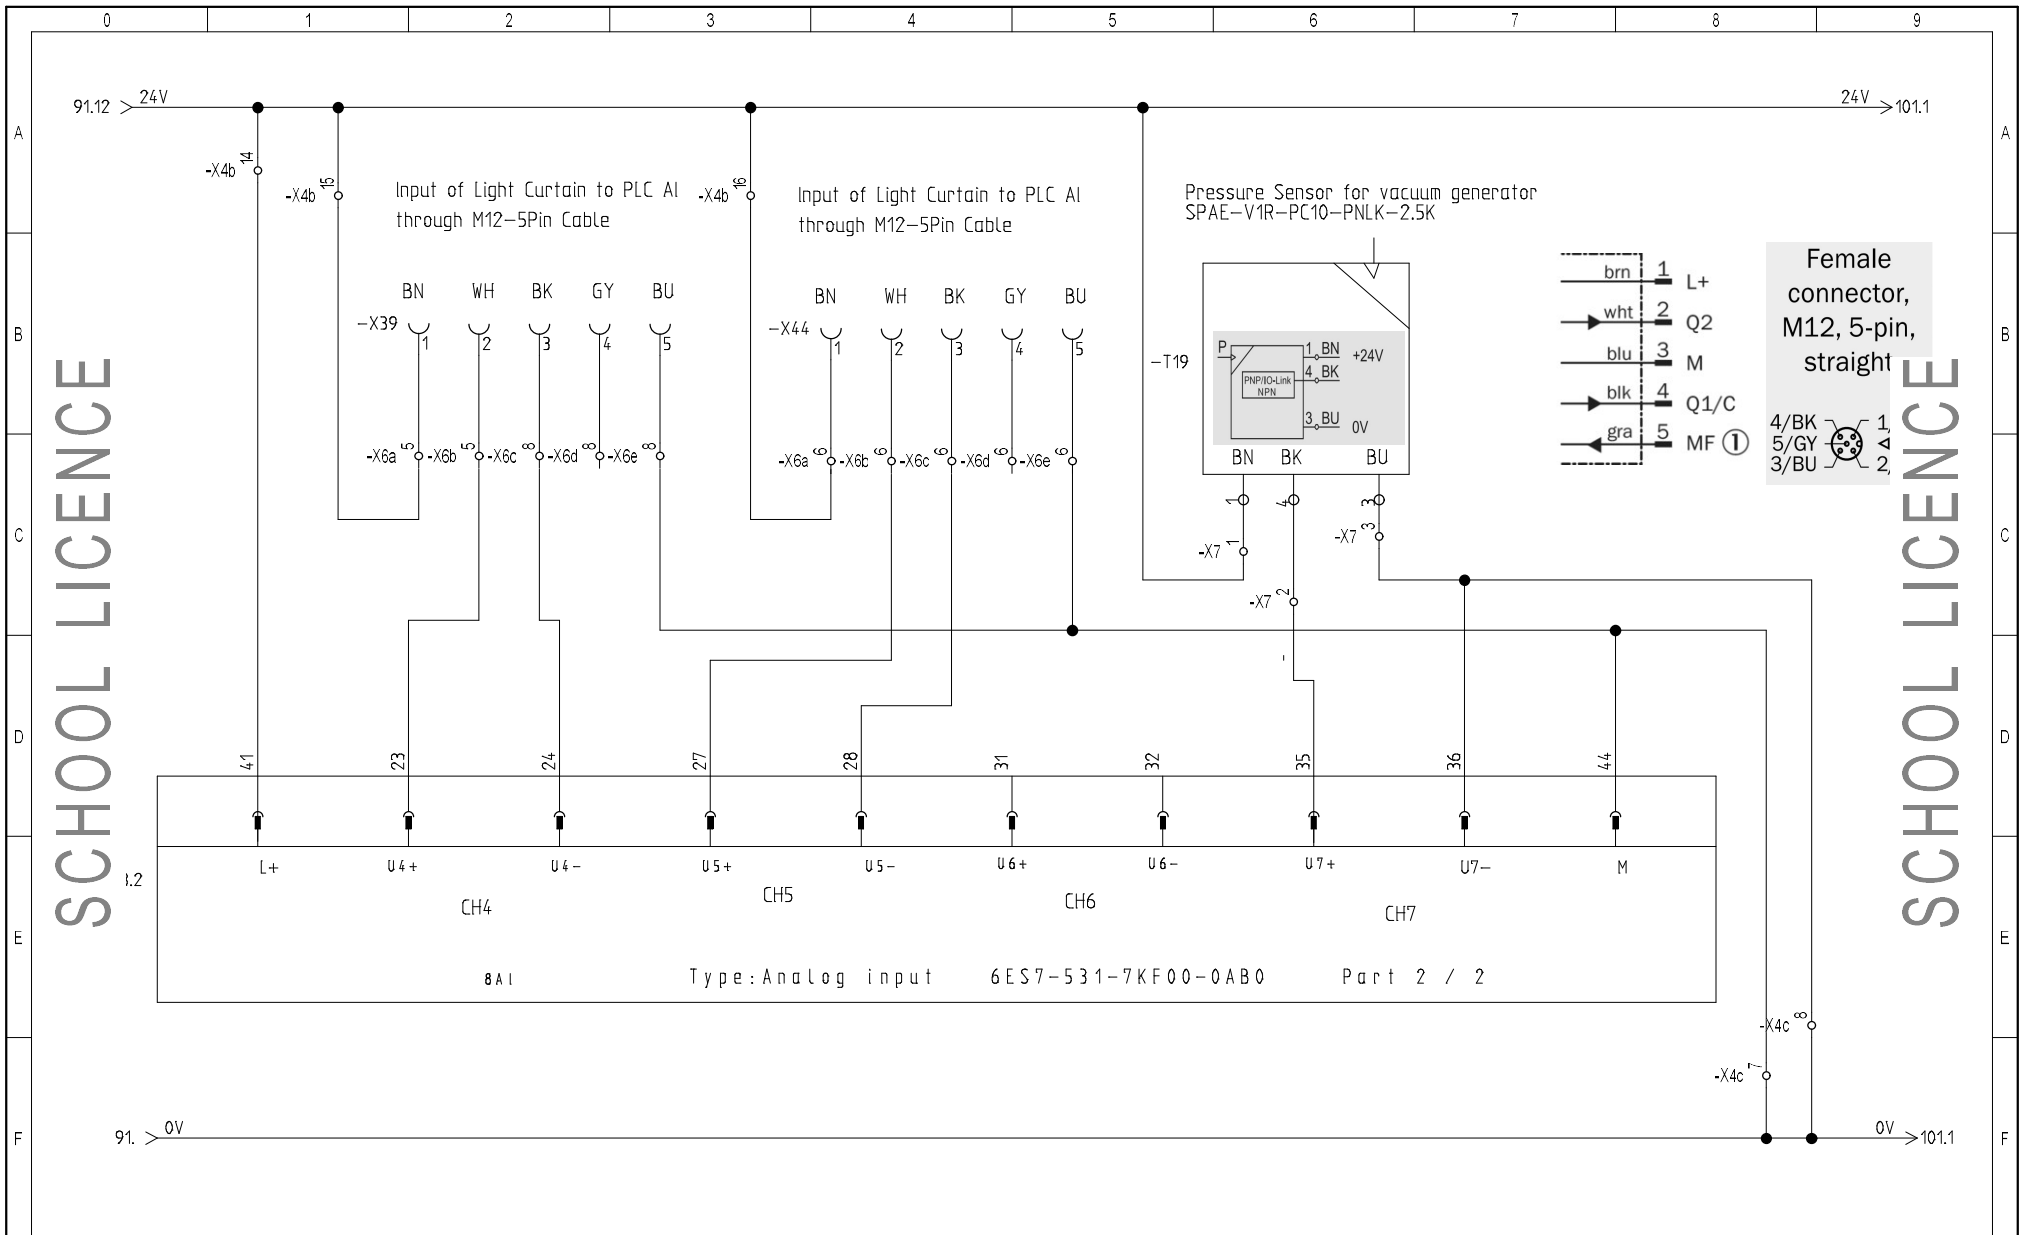 0 1 2 3 4 5 6 7 8 9
91.12 24V 24V 101.1
A A
-X4b 14
-X4b 15
-X4b 16
Input of Light Curtain to PLC AI
through M12-5Pin Cable
Input of Light Curtain to PLC AI
through M12-5Pin Cable
Pressure Sensor for vacuum generator
SPAE-V1R-PC10-PNLK-2.5K
BN WH BK GY BU
-X39 1 2 3 4 5
BN WH BK GY BU
-X44 1 2 3 4 5
B B
-T19
P
PNP/IO-Link
NPN
1 BN +24V
4 BK
3 BU 0V
BN BK BU
brn 1 L+
wht 2 Q2
blu 3 M
blk 4 Q1/C
gra 5 MF ①
Female
connector,
M12, 5-pin,
straight
4/BK 1/
5/GY
3/BU 2/
-X6a 5 -X6b 5 -X6c 8 -X6d 8 -X6e 8
-X6a 6 -X6b 6 -X6c 6 -X6d 6 -X6e 6
1 4 3
-X7 1
-X7 2
-X7 3
C C
SCHOOL LICENCE
SCHOOL LICENCE
D D
41 23 24 27 28 31 32 35 36 44
L+ U4+ U4- U5+ U5- U6+ U6- U7+ U7- M
.2
CH4 CH5 CH6 CH7
E E
8AI Type:Analog input 6ES7-531-7KF00-0AB0 Part 2 / 2
-X4c 8
-X4c 7
F F
91. 0V 0V 101.1